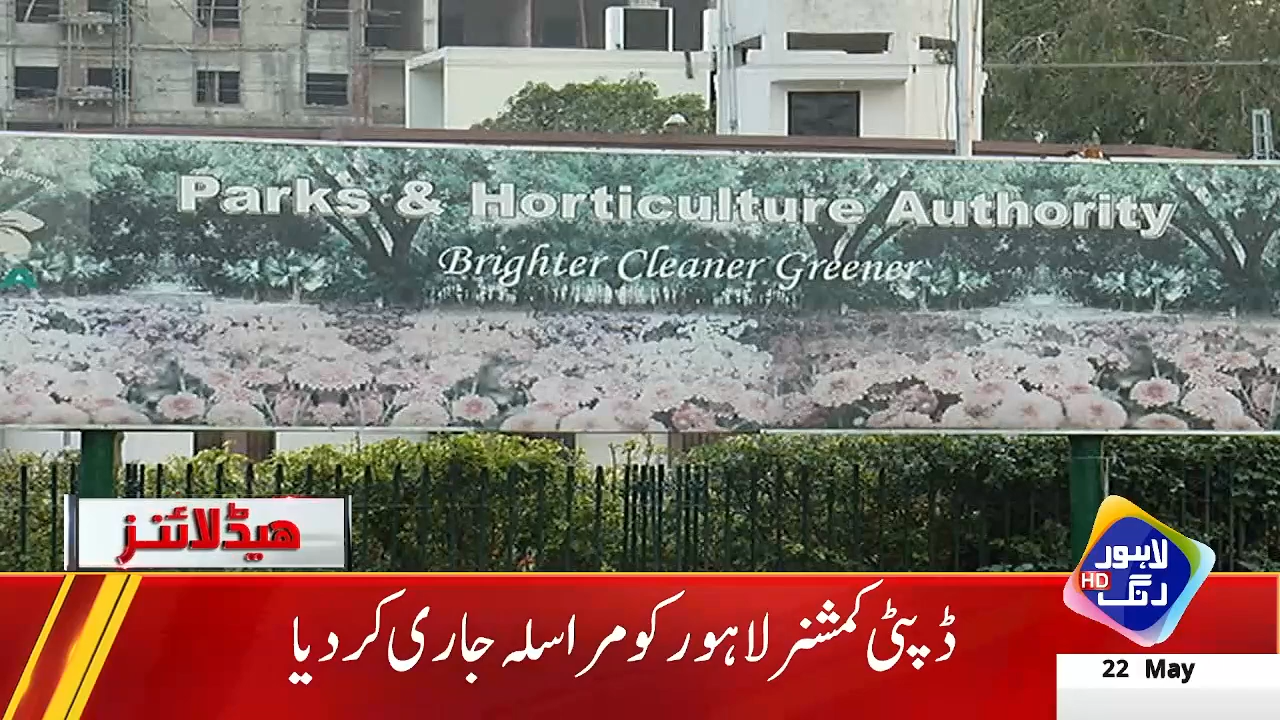 Authority
Parks & Horticulture Authority
Brighter Cleaner Greener
A
ہیڈلائنز
لاہور
HD
رنگ
ڈپٹی کمشنر لاہور کو مراسلہ جاری کر دیا
22 May